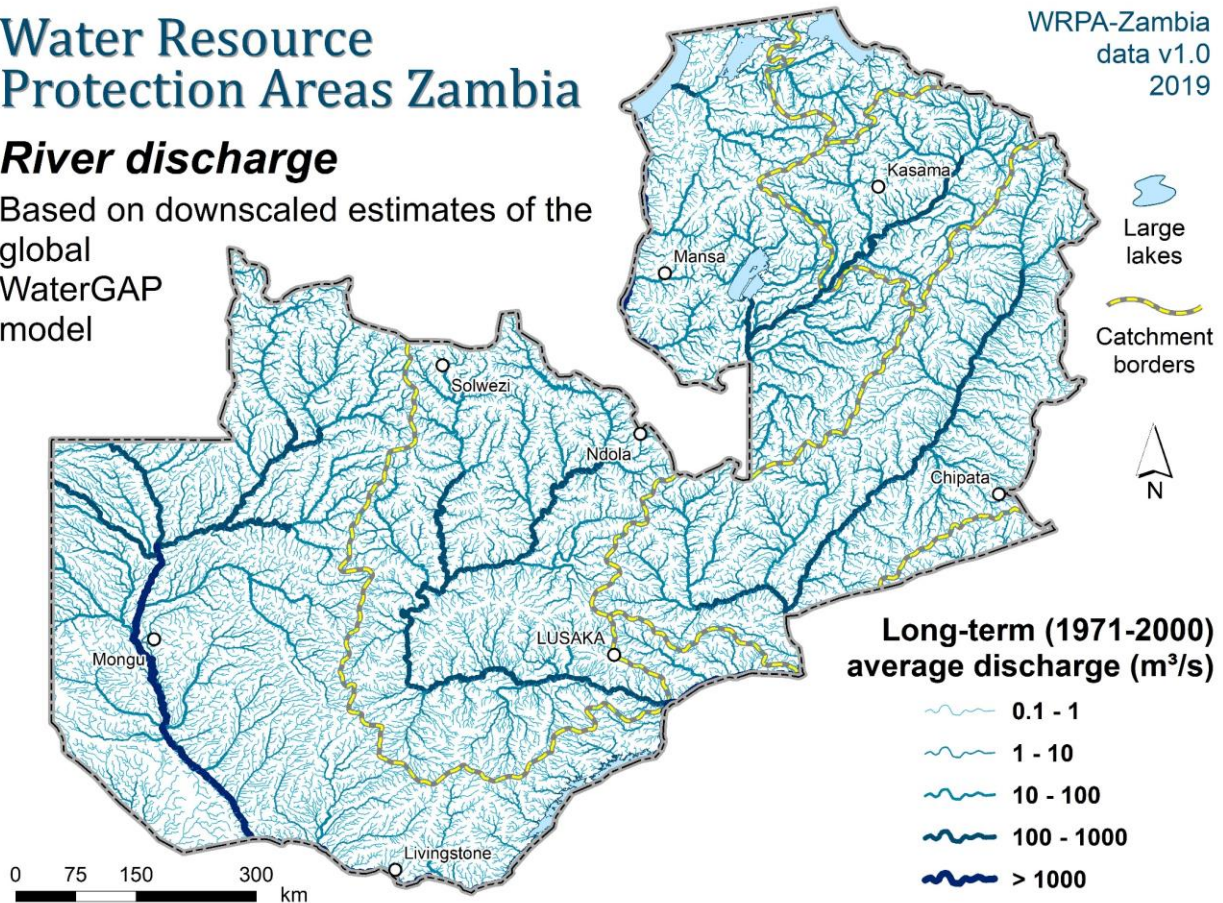 Water Resource
Protection Areas Zambia
River discharge
Based on downscaled estimates of the
global
WaterGAP
model
WRPA-Zambia
data v1.0
2019
Large
lakes
Catchment
borders
N
Kasama
Mansa
Solwezi
Ndola
Chipata
LUSAKA
Mongu
Livingstone
Long-term (1971-2000)
average discharge (m³/s)
0.1 - 1
1 - 10
10 - 100
100 - 1000
> 1000
0 75 150 300
km